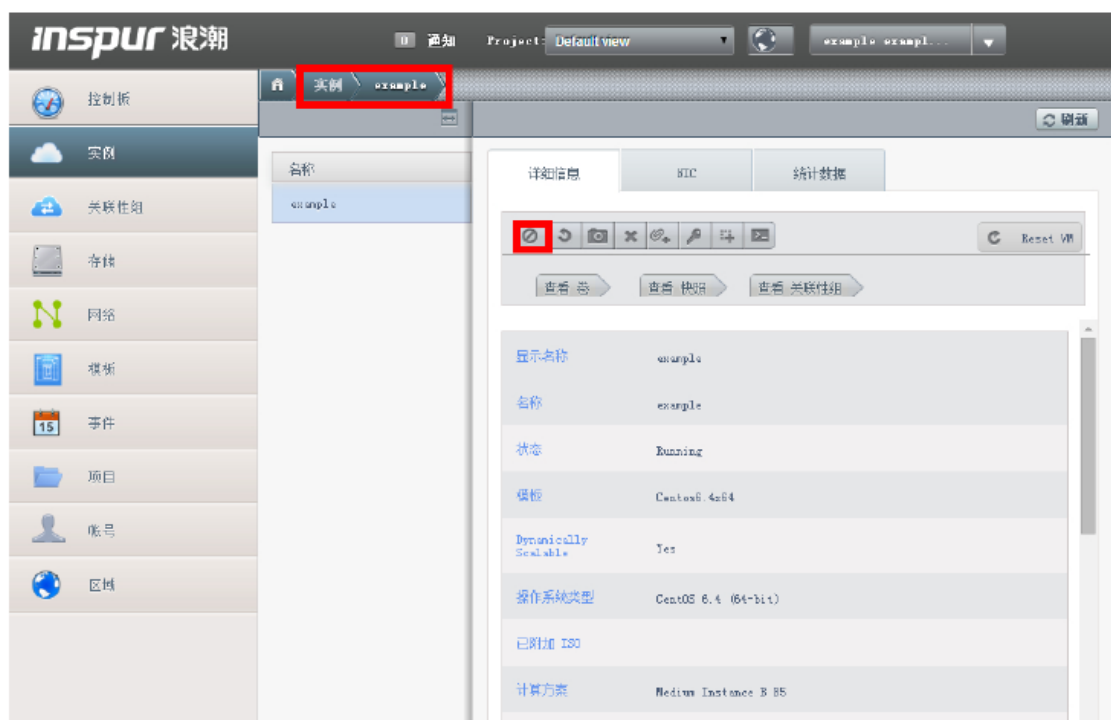 inspur 浪潮
0 通知 Project: Default view example exampl...
实例 example
刷新
控制板
实例
关联性组
存储
网络
模板
事件
15
项目
帐号
区域
名称
example
详细信息 NIC 统计数据
Reset VM
查看 卷 查看 快照 查看 关联性组
显示名称 example
名称 example
状态 Running
模板 Centos6.4x64
Dynamically Scalable Yes
操作系统类型 CentOS 6.4 (64-bit)
已附加 ISO
计算方案 Medium Instance B B5